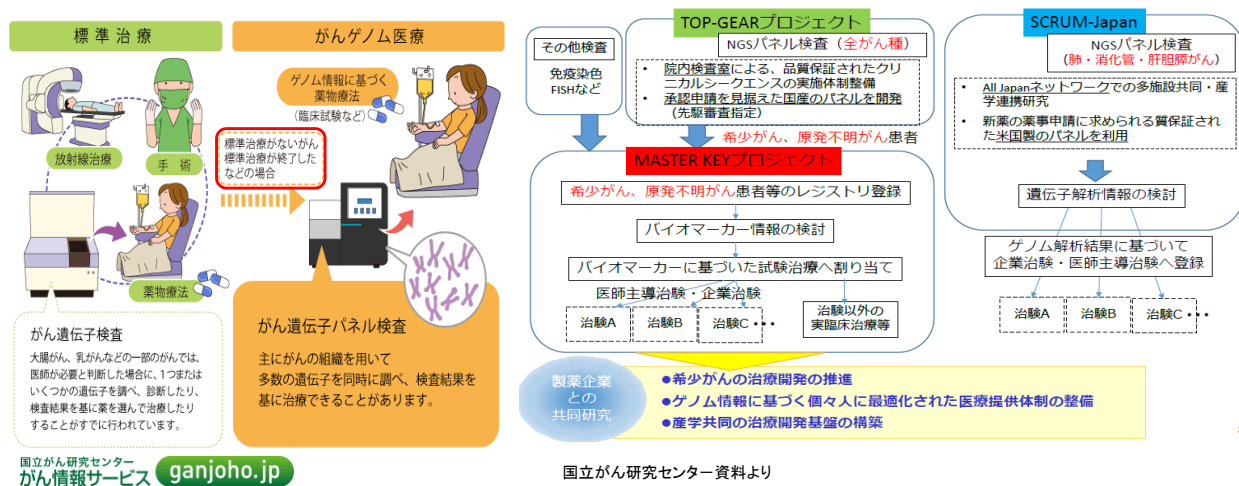 標準治療
放射線治療
手 術
薬物療法
がん遺伝子検査
大腸がん、乳がんなどの一部のがんでは、
医師が必要と判断した場合に、1つまたは
いくつかの遺伝子を調べ、診断したり、
検査結果を基に薬を選んで治療したり
することがすでに行われています。
がんゲノム医療
ゲノム情報に基づく
薬物療法
(臨床試験など)
標準治療がないがん
標準治療が終了した
などの場合
がん遺伝子パネル検査
主にがんの組織を用いて
多数の遺伝子を同時に調べ、検査結果を
基に治療できることがあります。
国立がん研究センター
がん情報サービス
ganjoho.jp
その他検査
免疫染色
FISHなど
TOP-GEARプロジェクト
NGSパネル検査(全がん種)
• 院内検査室による、品質保証されたクリ
ニカルシークエンスの実施体制整備
• 承認申請を見据えた国産のパネルを開発
(先駆審査指定)
希少がん、原発不明がん患者
MASTER KEYプロジェクト
希少がん、原発不明がん患者等のレジストリ登録
バイオマーカー情報の検討
バイオマーカーに基づいた試験治療へ割り当て
医師主導治験・企業治験
治験A
治験B
治験C・・・
治験以外の
実臨床治療等
製薬企業
との
共同研究
●希少がんの治療開発の推進
●ゲノム情報に基づく個々人に最適化された医療提供体制の整備
●産学共同の治療開発基盤の構築
SCRUM-Japan
NGSパネル検査
(肺・消化管・肝胆膵がん)
• All Japanネットワークでの多施設共同・産
学連携研究
• 新薬の薬事申請に求められる質保証され
た米国製のパネルを利用
遺伝子解析情報の検討
ゲノム解析結果に基づいて
企業治験・医師主導治験へ登録
治験A
治験B
治験C・・・
国立がん研究センター資料より